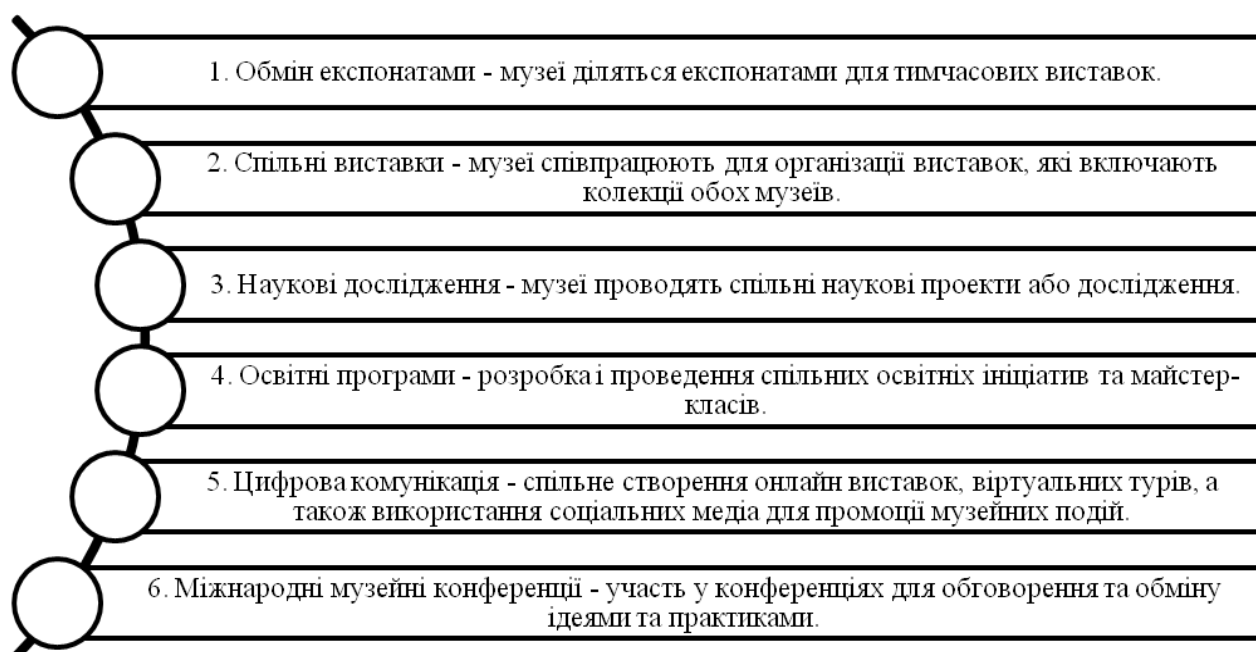 1. Обмін експонатами - музеї діляться експонатами для тимчасових виставок.
2. Спільні виставки - музеї співпрацюють для організації виставок, які включають
колекції обох музеїв.
3. Наукові дослідження - музеї проводять спільні наукові проекти або дослідження.
4. Освітні програми - розробка і проведення спільних освітніх ініціатив та майстер-
класів.
5. Цифрова комунікація - спільне створення онлайн виставок, віртуальних турів, а
також використання соціальних медіа для промоції музейних подій.
6. Міжнародні музейні конференції - участь у конференціях для обговорення та обміну
ідеями та практиками.